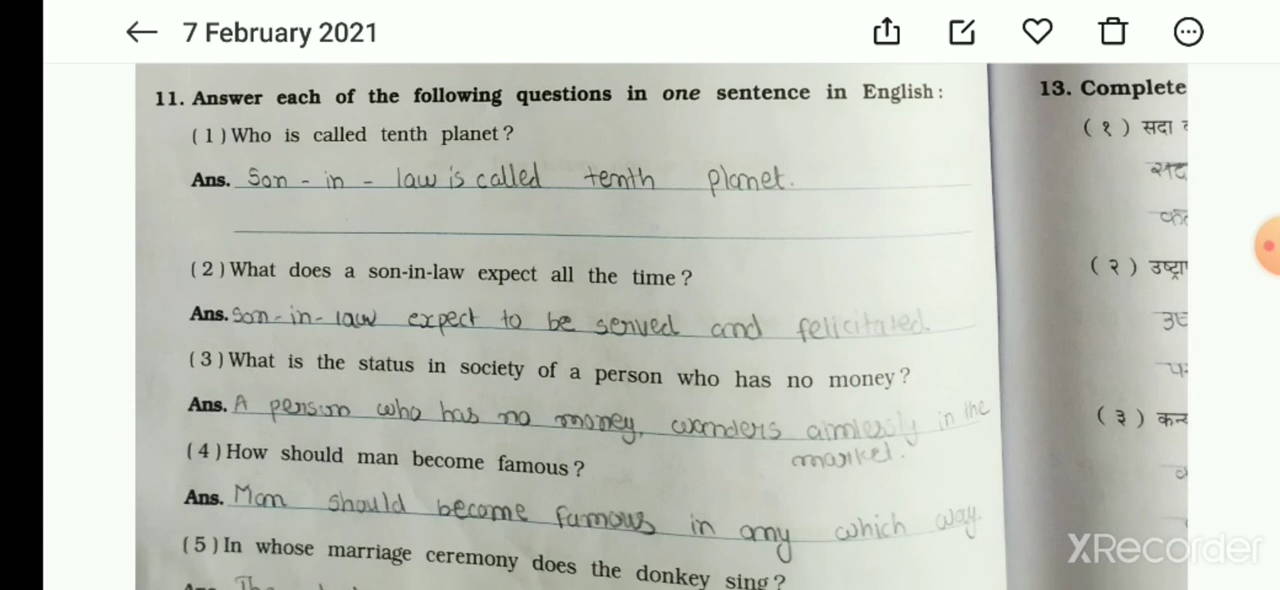 7 February 2021
11. Answer each of the following questions in one sentence in English :
( 1 ) Who is called tenth planet ?
Ans. Son - in - law is called tenth planet.
( 2 ) What does a son-in-law expect all the time ?
Ans. Son-in-law expect to be served and felicitated.
( 3 ) What is the status in society of a person who has no money ?
Ans. A person who has no money, wanders aimlessly in the
market.
( 4 ) How should man become famous ?
Ans. Man should become famous in any which way.
( 5 ) In whose marriage ceremony does the donkey sing ?
13. Complete
( १ ) सदा
( २ )
( ३ )
XRecorder